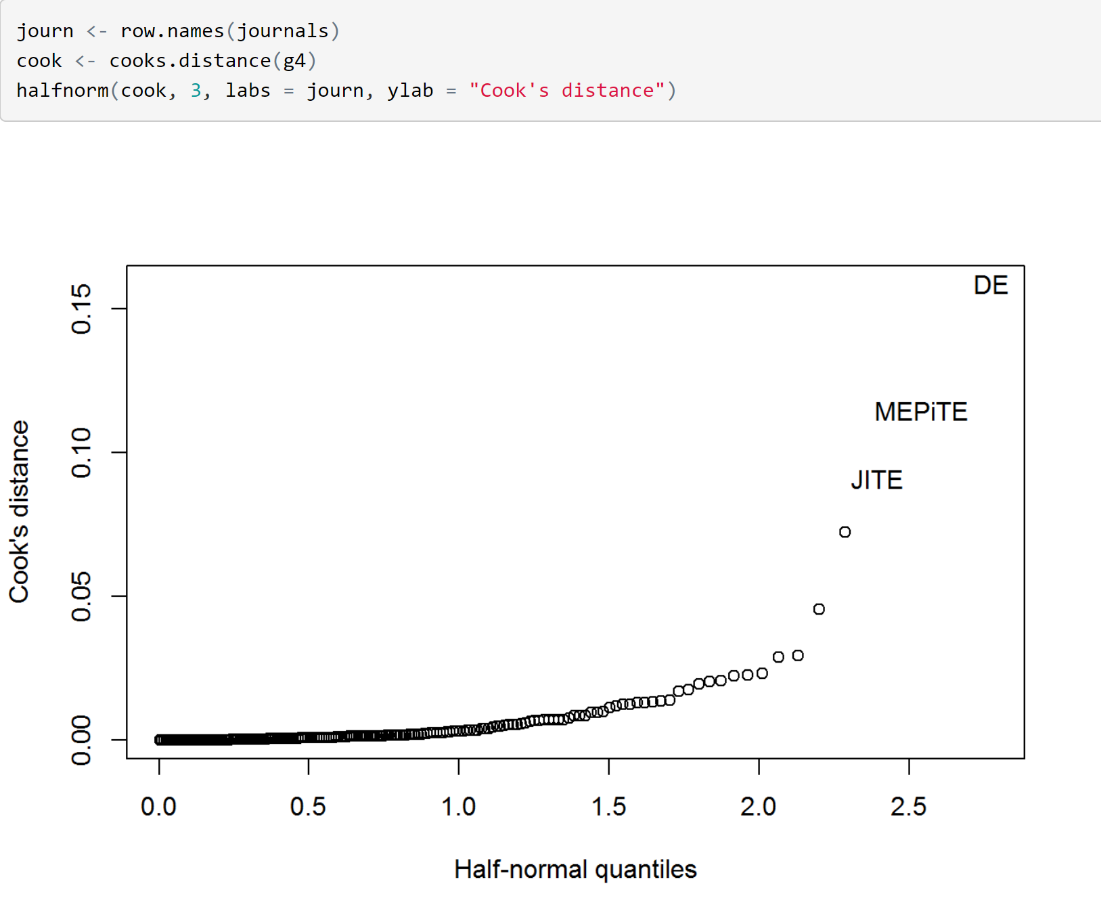 journ <- row.names(journals)
cook <- cooks.distance(g4)
halfnorm(cook, 3, labs = journ, ylab = "Cook's distance")
DE
MEPiTE
JITE
Cook's distance
0.15
0.10
0.05
0.00
0.0 0.5 1.0 1.5 2.0 2.5
Half-normal quantiles